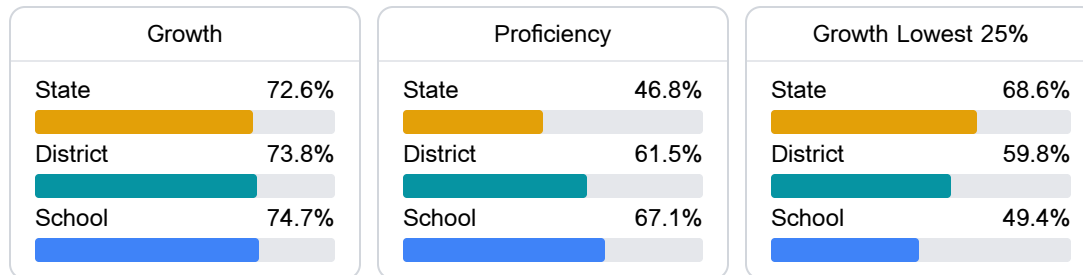 Growth
State 72.6%
District 73.8%
School 74.7%
Proficiency
State 46.8%
District 61.5%
School 67.1%
Growth Lowest 25%
State 68.6%
District 59.8%
School 49.4%